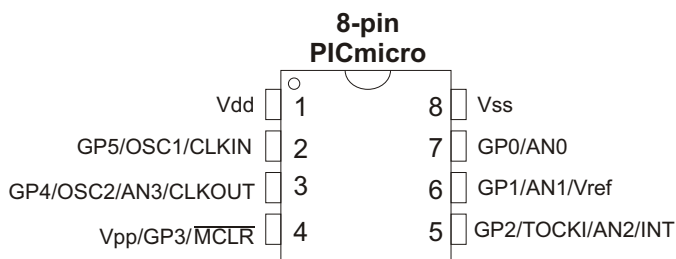 8-pin
PICmicro
Vdd 1 8 Vss
GP5/OSC1/CLKIN 2 7 GP0/AN0
GP4/OSC2/AN3/CLKOUT 3 6 GP1/AN1/Vref
Vpp/GP3/MCLR 4 5 GP2/TOCKI/AN2/INT